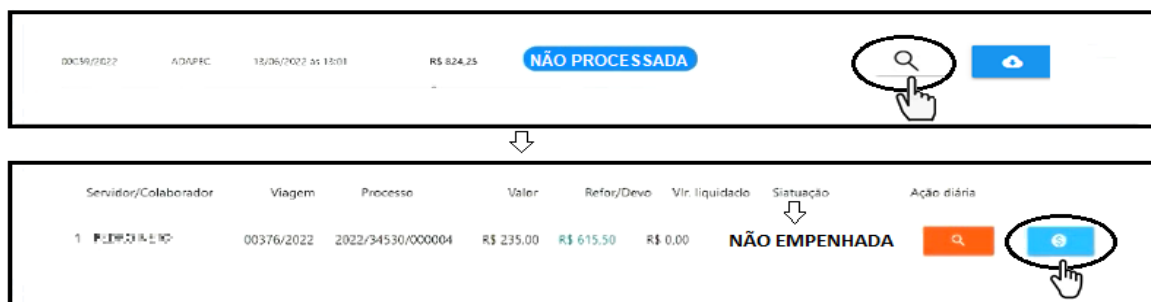 00039/2022 ADAPEC 13/06/2022 às 13:01 R$ 824,25 NÃO PROCESSADA
Servidor/Colaborador Viagem Processo Valor Refor/Devo Vlr. liquidado Siatuação Ação diária
1 00376/2022 2022/34530/000004 R$ 235.00 R$ 615.50 R$ 0,00 NÃO EMPENHADA